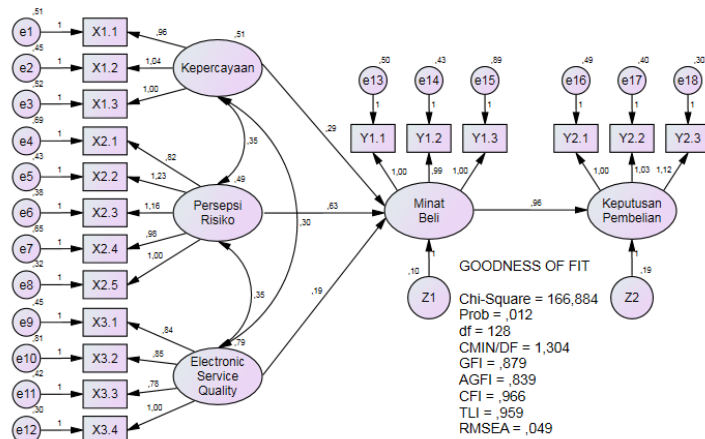 ,51
e1 1 X1.1 ,96 ,51
,45
e2 1 X1.2 1,04 Kepercayaan
,52
e3 1 X1.3 1,00
,69
e4 1 X2.1 ,82 ,35
,43
e5 1 X2.2 1,23 ,49
,38
e6 1 X2.3 1,16 Persepsi
Risiko
,65
e7 1 X2.4 ,98
,32
e8 1 X2.5 1,00
,45
e9 1 X3.1 ,84 ,35 ,30
,79
e10 1 X3.2 ,85 Electronic
Service
Quality
,42
e11 1 X3.3 ,78
,30
e12 1 X3.4 1,00
,29
,63
,19
,50 ,43 ,89
e13 e14 e15
1 1 1
Y1.1 Y1.2 Y1.3
1,00 ,99 1,00
Minat
Beli
1
,10
Z1
,96
,49 ,40 ,30
e16 e17 e18
1 1 1
Y2.1 Y2.2 Y2.3
1,00 1,03 1,12
Keputusan
Pembelian
1
,19
Z2
GOODNESS OF FIT
Chi-Square = 166,884
Prob = ,012
df = 128
CMIN/DF = 1,304
GFI = ,879
AGFI = ,839
CFI = ,966
TLI = ,959
RMSEA = ,049